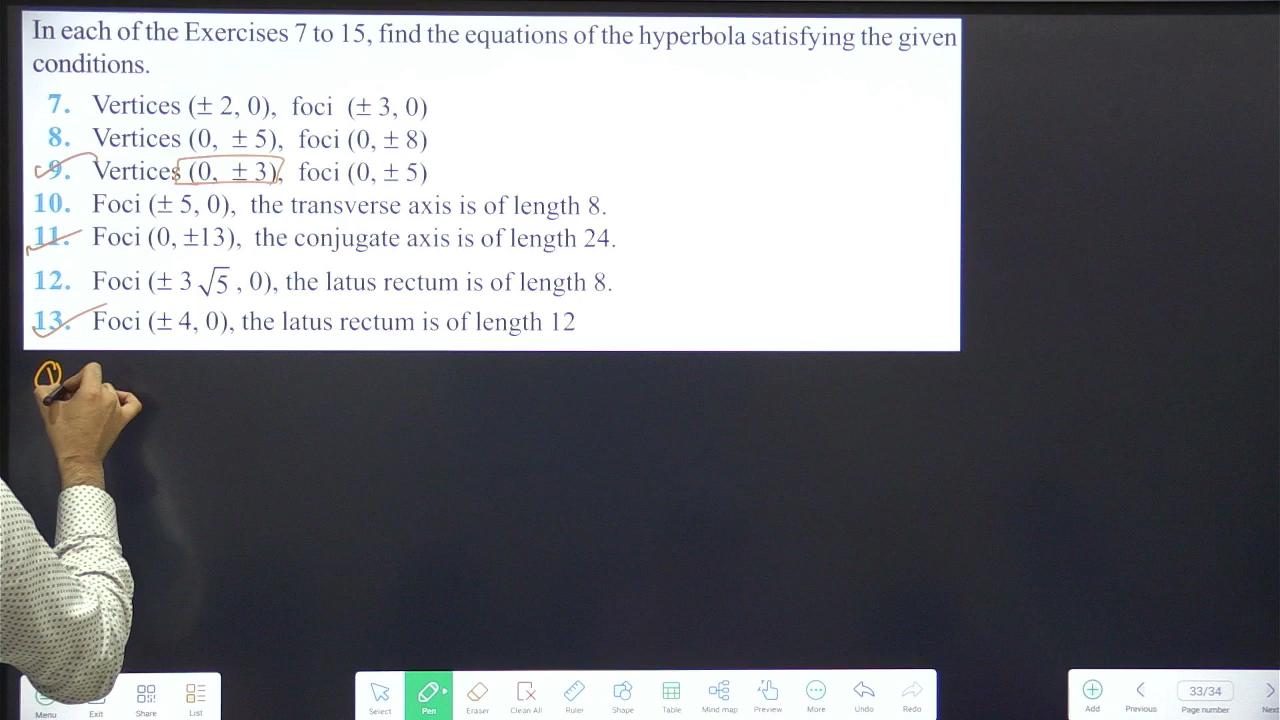 In each of the Exercises 7 to 15, find the equations of the hyperbola satisfying the given
conditions.
7. Vertices (± 2, 0), foci (± 3, 0)
8. Vertices (0, ± 5), foci (0, ± 8)
9. Vertices (0, ± 3), foci (0, ± 5)
10. Foci (± 5, 0), the transverse axis is of length 8.
11. Foci (0, ±13), the conjugate axis is of length 24.
12. Foci (± 3√5 , 0), the latus rectum is of length 8.
13. Foci (± 4, 0), the latus rectum is of length 12
Menu Exit Share List Select Pen Eraser Clean All Ruler Shape Table Mind map Preview More Undo Redo Add Previous 33/34 Page number Next